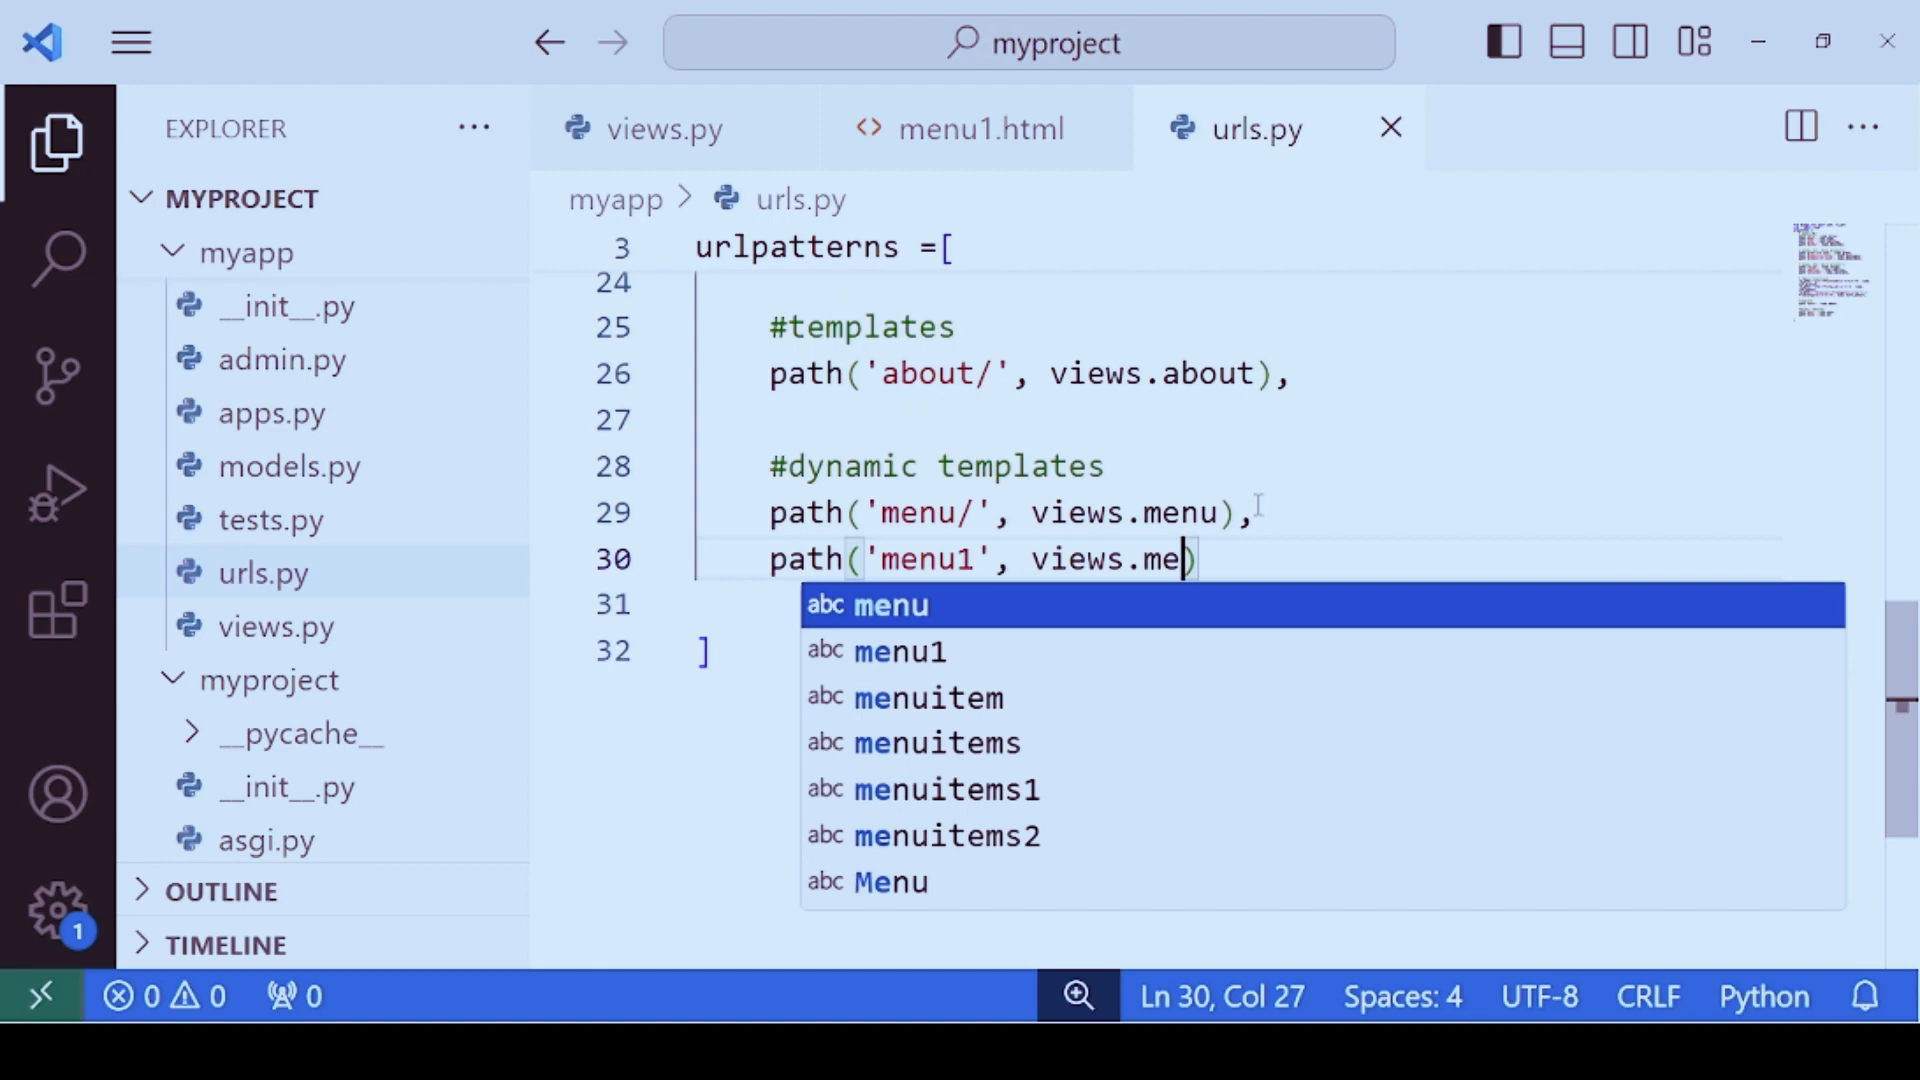 myproject
EXPLORER
MYPROJECT
myapp
__init__.py
admin.py
apps.py
models.py
tests.py
urls.py
views.py
myproject
__pycache__
__init__.py
asgi.py
OUTLINE
TIMELINE
views.py
menu1.html
urls.py
myapp > urls.py
3 urlpatterns =[
24
25 #templates
26 path('about/', views.about),
27
28 #dynamic templates
29 path('menu/', views.menu),
30 path('menu1', views.me)
31
32 ]
abc menu
abc menu1
abc menuitem
abc menuitems
abc menuitems1
abc menuitems2
abc Menu
1
0 0 0 Ln 30, Col 27 Spaces: 4 UTF-8 CRLF Python